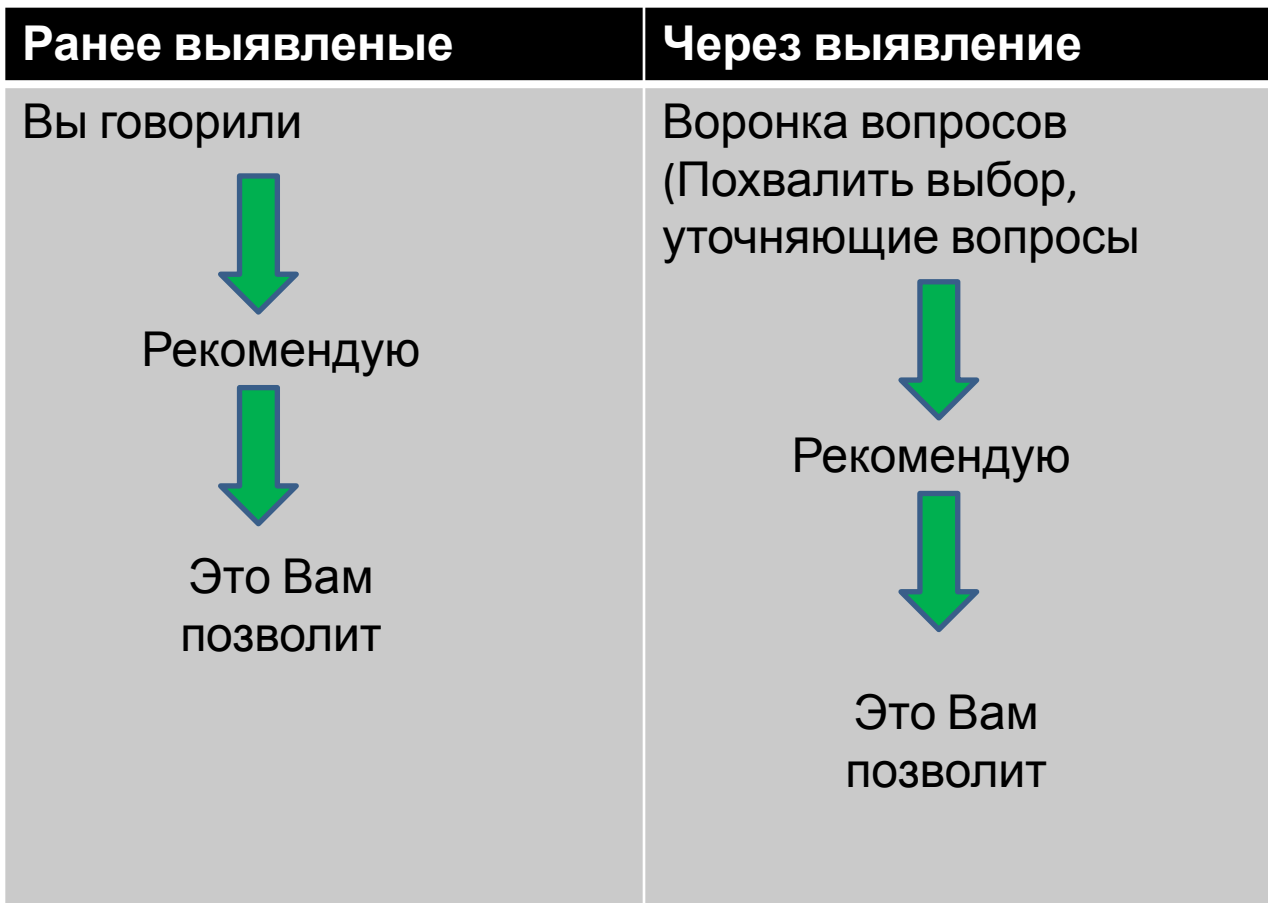 Ранее выявленые
Через выявление
Вы говорили
Рекомендую
Это Вам
позволит
Воронка вопросов
(Похвалить выбор,
уточняющие вопросы
Рекомендую
Это Вам
позволит